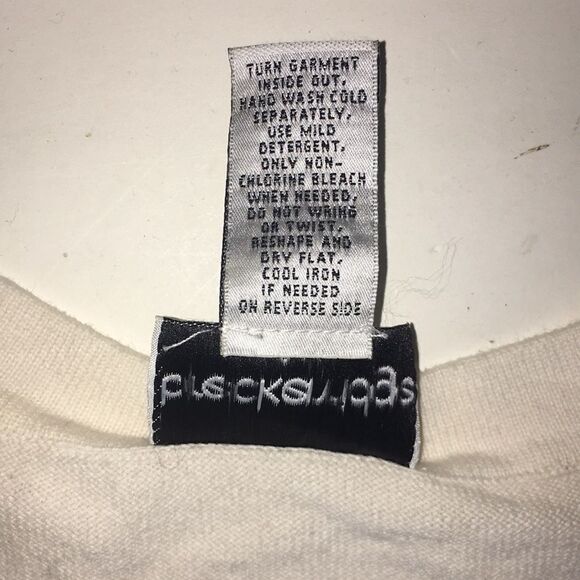 TURN GARMENT
INSIDE OUT.
HAND WASH COLD
SEPARATELY.
USE MILD
DETERGENT.
ONLY NON-
CHLORINE BLEACH
WHEN NEEDED.
DO NOT WRING
OR TWIST.
RESHAPE AND
DRY FLAT.
COOL IRON
IF NEEDED
ON REVERSE SIDE